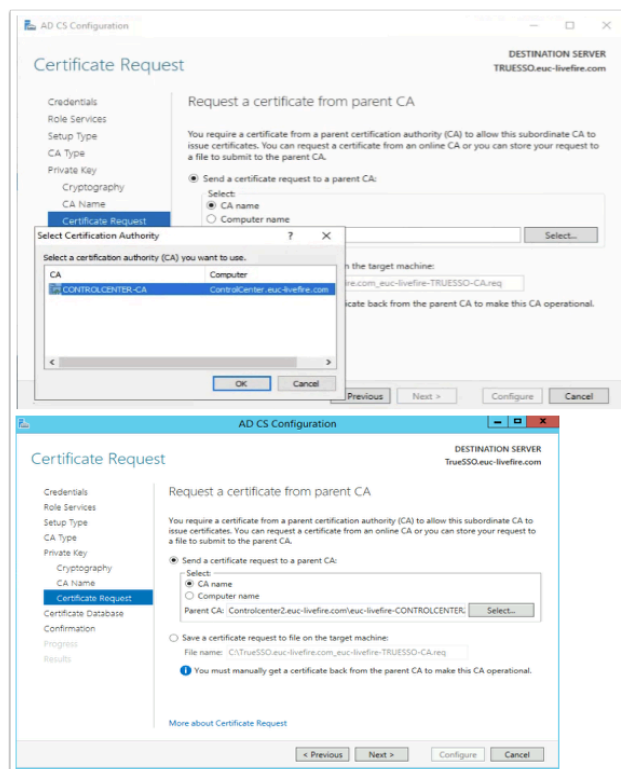 AD CS Configuration
DESTINATION SERVER
TRUESSO.euc-livefire.com
Certificate Request
Credentials
Role Services
Setup Type
CA Type
Private Key
Cryptography
CA Name
Certificate Request
Request a certificate from parent CA
You require a certificate from a parent certification authority (CA) to allow this subordinate CA to
issue certificates. You can request a certificate from an online CA or you can store your request to
a file to submit to the parent CA.
Send a certificate request to a parent CA:
Select:
CA name
Computer name
Select...
Select Certification Authority
? X
Select a certification authority (CA) you want to use.
CA Computer
CONTROLCENTER-CA ControlCenter.euc-livefire.com
OK Cancel
n the target machine:
re.com_euc-livefire-TRUESSO-CA.req
icate back from the parent CA to make this CA operational.
Previous Next > Configure Cancel
AD CS Configuration
DESTINATION SERVER
TrueSSO.euc-livefire.com
Certificate Request
Credentials
Role Services
Setup Type
CA Type
Private Key
Cryptography
CA Name
Certificate Request
Certificate Database
Confirmation
Progress
Results
Request a certificate from parent CA
You require a certificate from a parent certification authority (CA) to allow this subordinate CA to
issue certificates. You can request a certificate from an online CA or you can store your request to
a file to submit to the parent CA.
Send a certificate request to a parent CA:
Select:
CA name
Computer name
Parent CA: Controlcenter2.euc-livefire.com\euc-livefire-CONTROLCENTER Select...
Save a certificate request to file on the target machine:
File name: C:\TrueSSO.euc-livefire.com_euc-livefire-TRUESSO-CA.req
You must manually get a certificate back from the parent CA to make this CA operational.
More about Certificate Request
< Previous Next > Configure Cancel